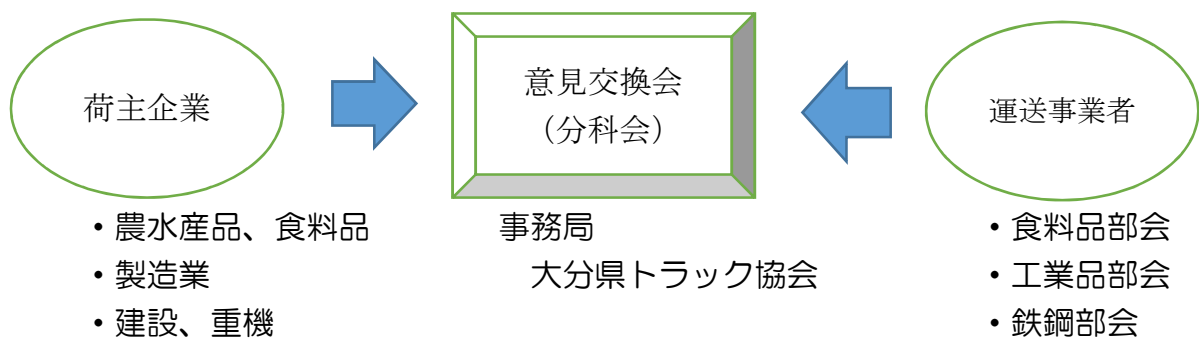 荷主企業
意見交換会
（分科会）
運送事業者
・農水産品、食料品
・製造業
・建設、重機
事務局
大分県トラック協会
・食料品部会
・工業品部会
・鉄鋼部会